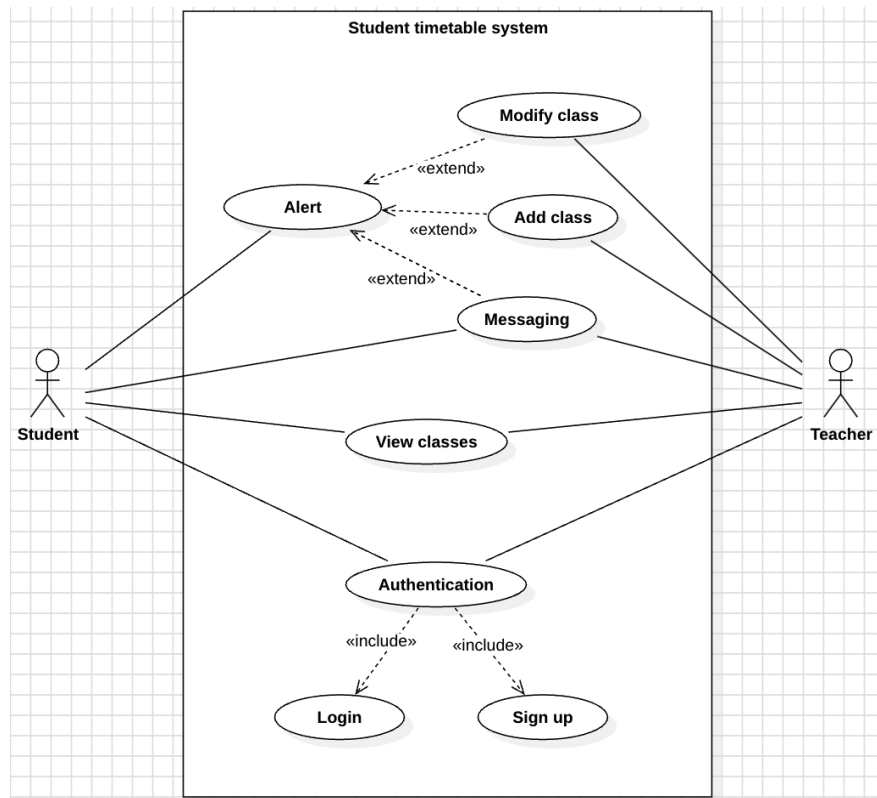 Student timetable system
Modify class
«extend»
Alert
Add class
«extend»
«extend»
Messaging
Student
Teacher
View classes
Authentication
«include»
«include»
Login
Sign up